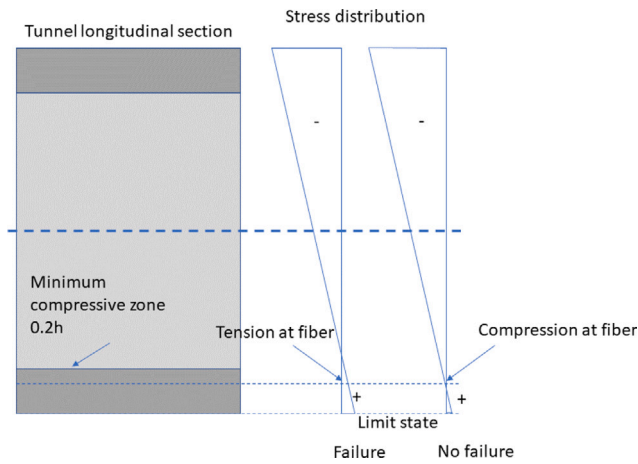 Stress distribution
Tunnel longitudinal section
-
-
Minimum
compressive zone
0.2h
Tension at fiber
Compression at fiber
+
+
Limit state
Failure
No failure